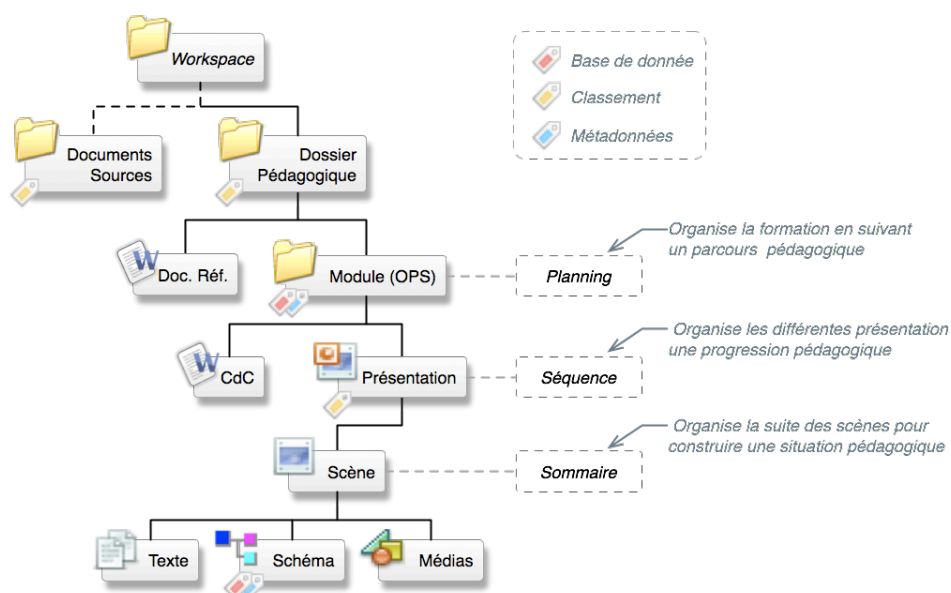 Workspace
Base de donnée
Classement
Métadonnées
Documents
Sources
Dossier
Pédagogique
Organise la formation en suivant
un parcours pédagogique
Doc. Réf.
Module (OPS)
Planning
Organise les différentes présentation
une progression pédagogique
CdC
Présentation
Séquence
Organise la suite des scènes pour
construire une situation pédagogique
Scène
Sommaire
Texte
Schéma
Médias